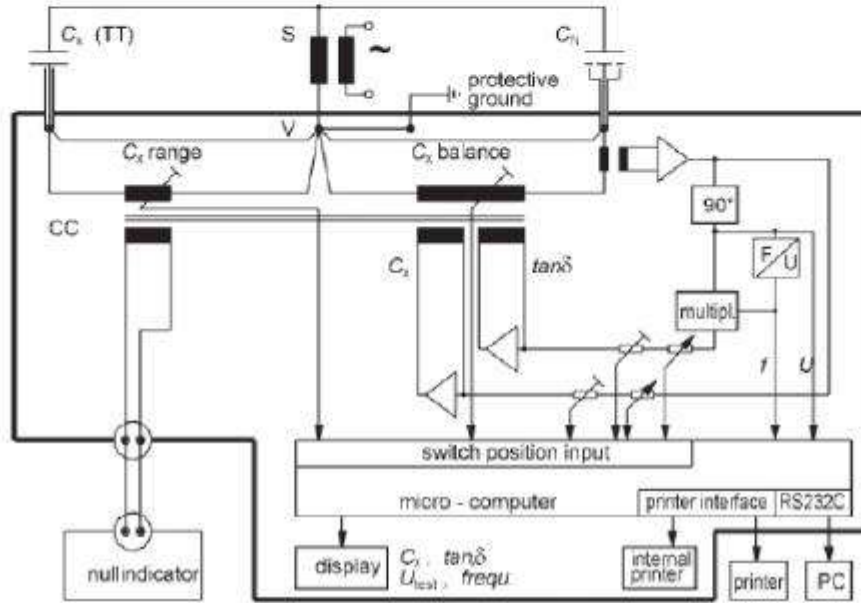 Cx (TT)
S
~
CN
protective
ground
V
Cx range
Cx balance
90°
CC
Cx
tanδ
F
U
multipl.
f
U
switch position input
micro - computer
printer interface
RS232C
null indicator
display
Cx , tanδ
Utest , frequ.
internal
printer
printer
PC